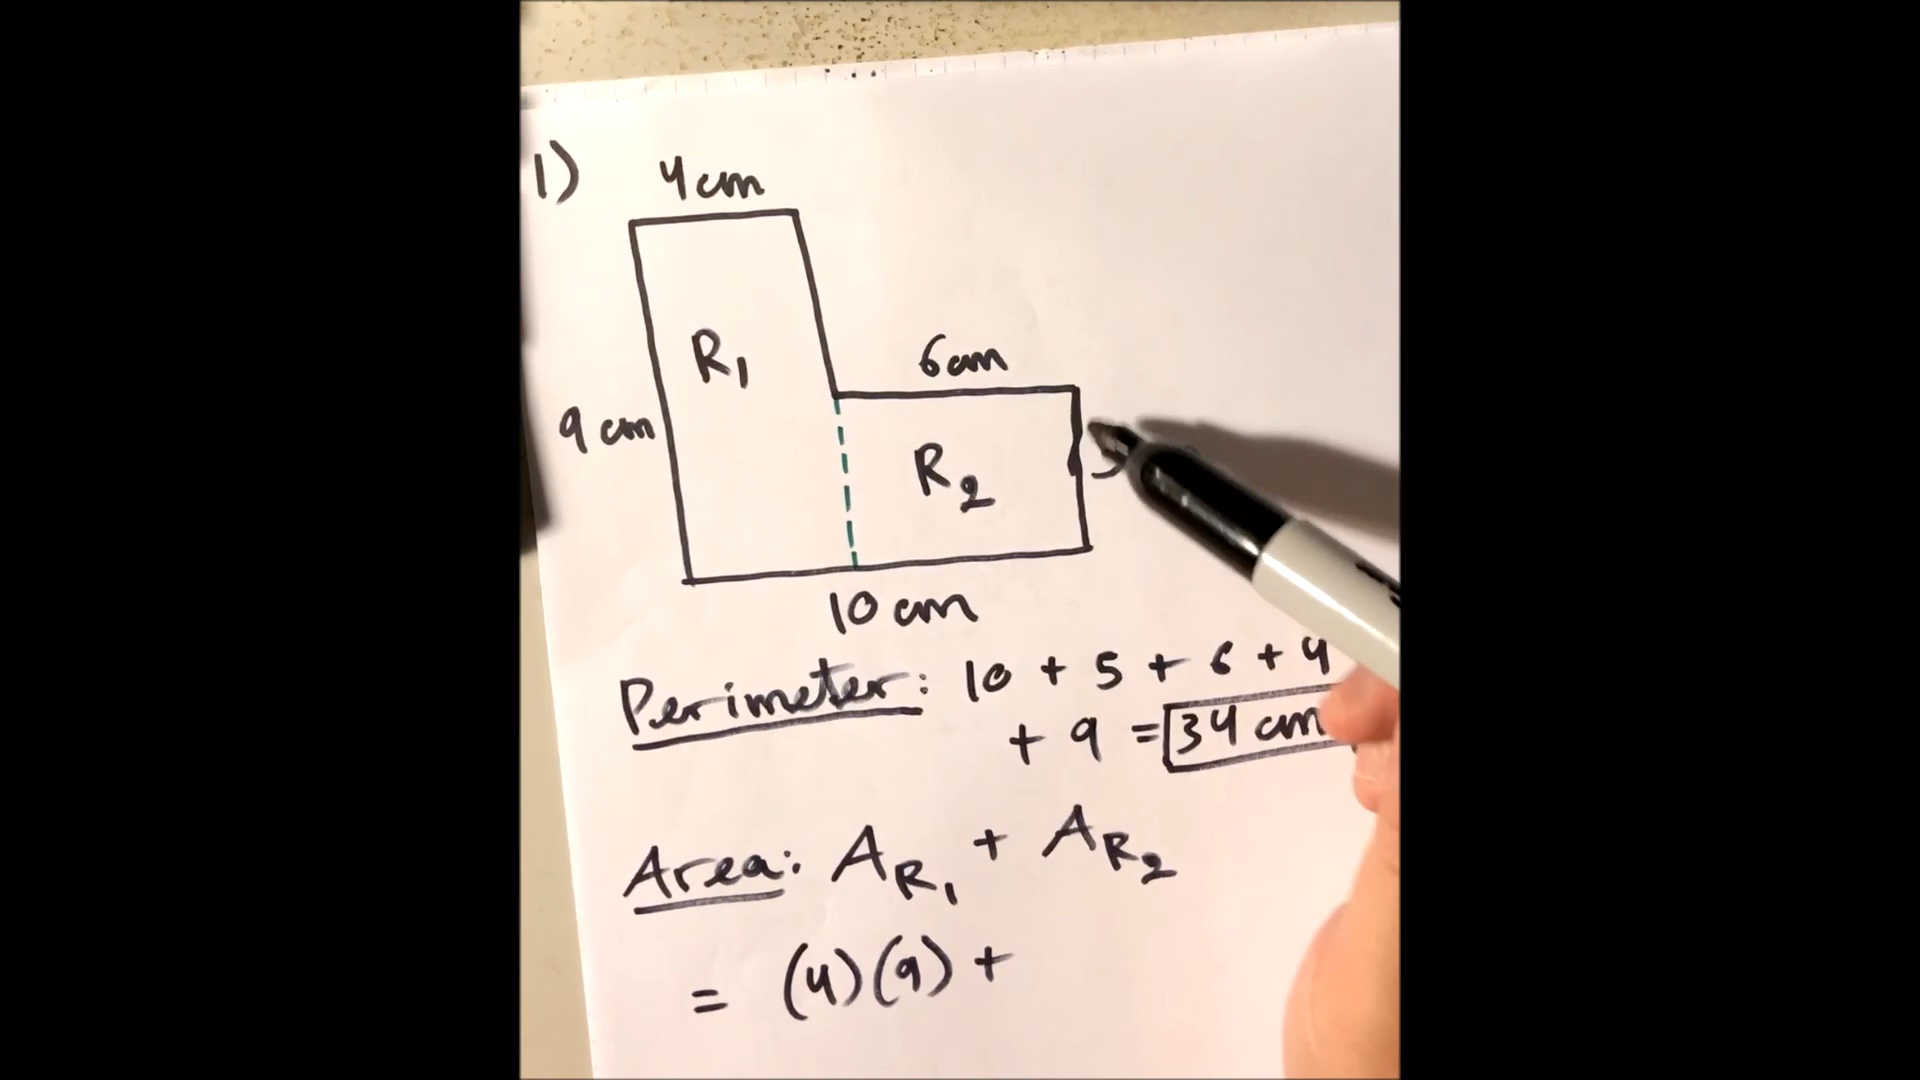 1)
4cm
R1
6cm
9 cm
R2
10 cm
Perimeter: 10 + 5 + 6 + 4
+ 9 = 34 cm
Area: AR1 + AR2
= (4)(9) +